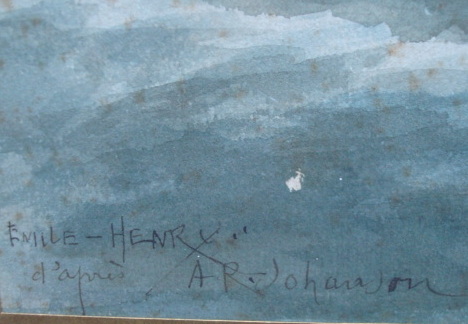 EMILE-HENRY..
d'après A.R. Johanson